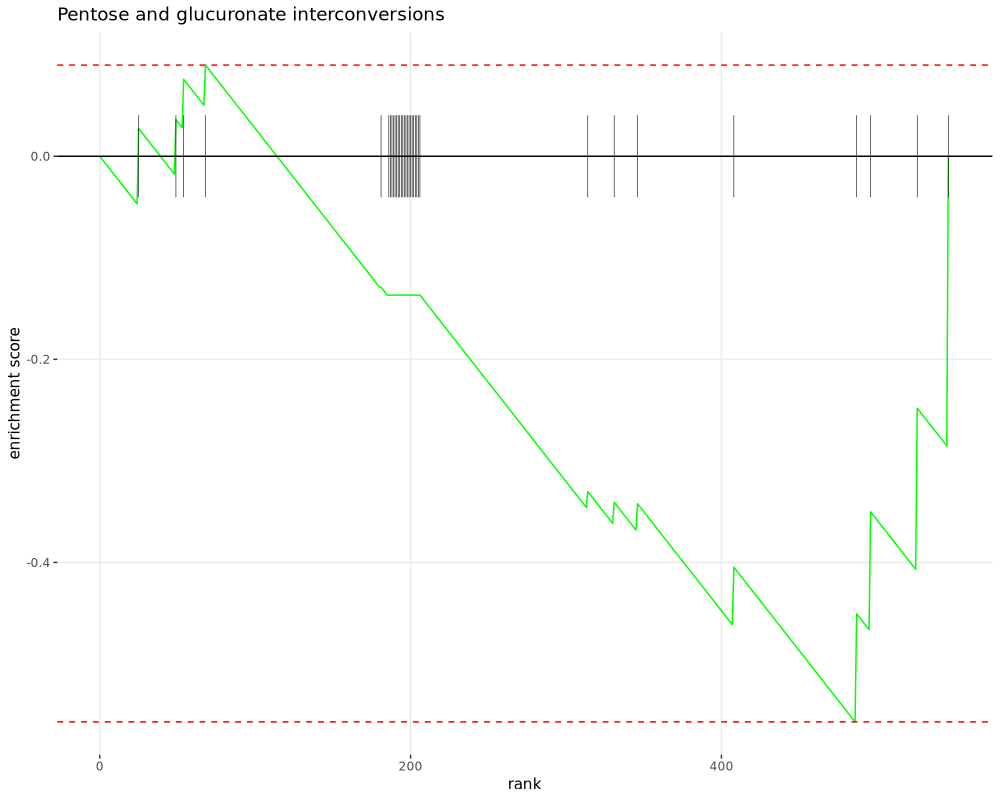 Pentose and glucuronate interconversions
enrichment score
0.0
-0.2
-0.4
0
200
400
rank